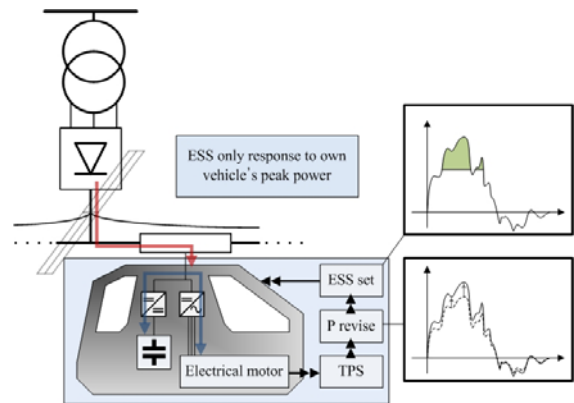 ESS only response to own
vehicle's peak power
ESS set
P revise
Electrical motor
TPS